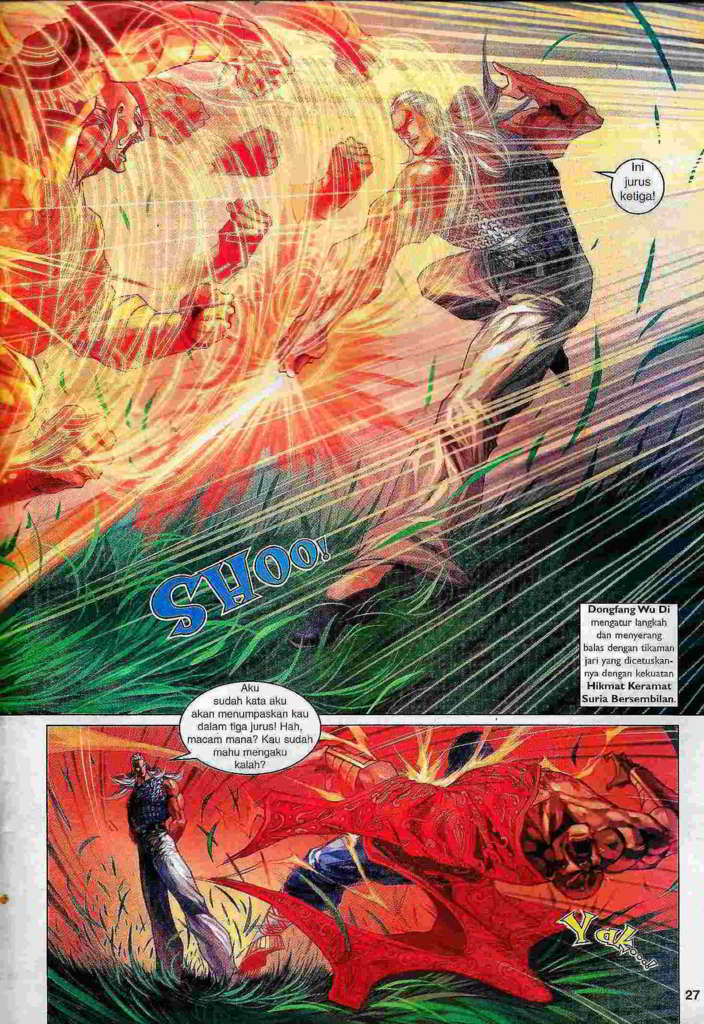 Ini
jurus
ketiga!
SHOO!
Dongfang Wu Di
mengatur langkah
dan menyerang
balas dengan tikaman
jari yang dicetuskan-
nya dengan kekuatan
Hikmat Keramat
Suria Bersembilan.
Aku
sudah kata aku
akan menumpaskan kau
dalam tiga jurus! Hah,
macam mana? Kau sudah
mahu mengaku
kalah?
27